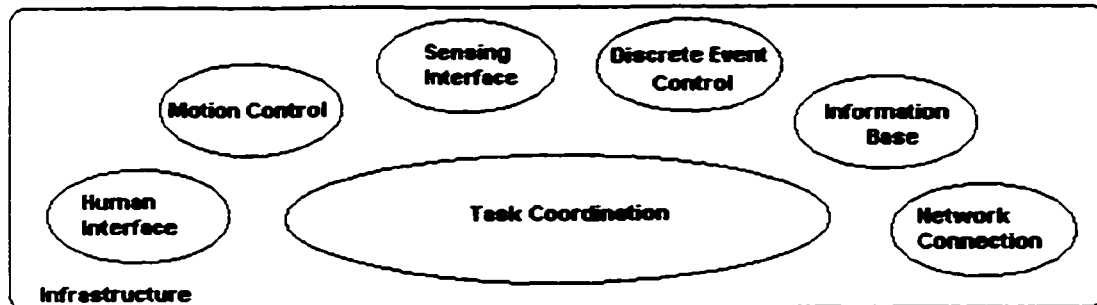 Sensing
Interface
Discrete Event
Control
Motion Control
Information
Base
Human
Interface
Task Coordination
Network
Connection
Infrastructure